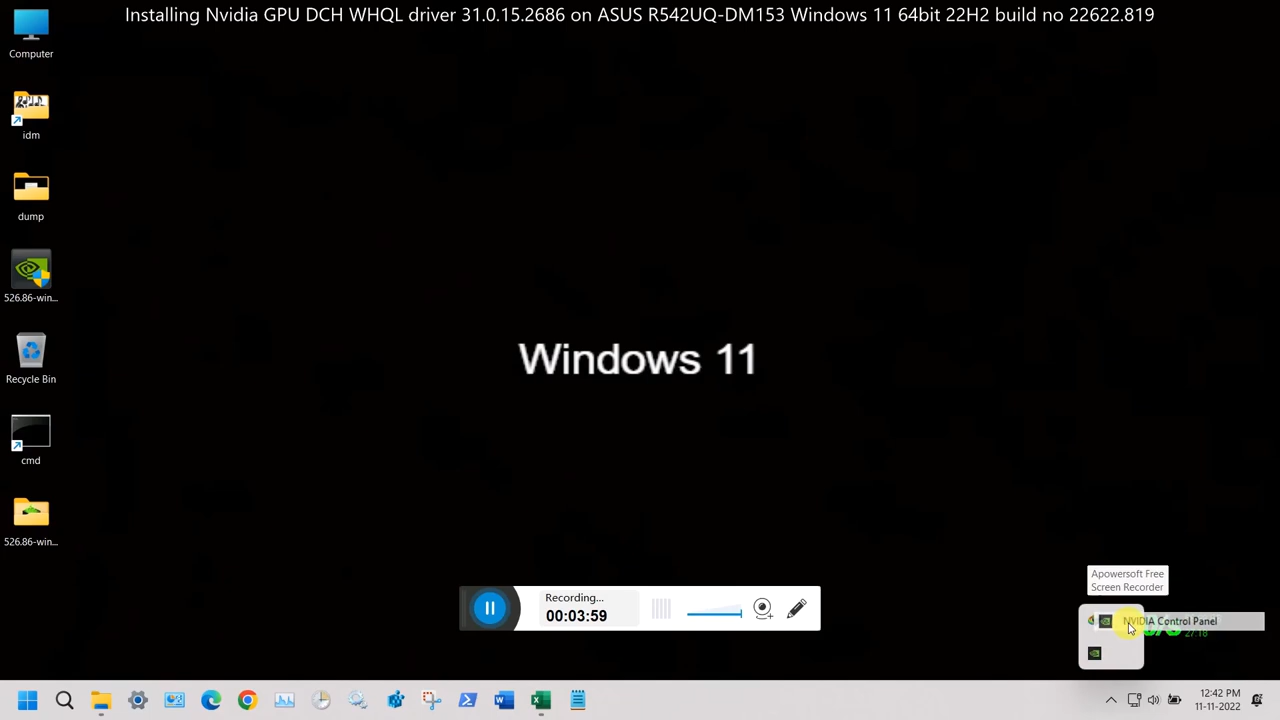 Installing Nvidia GPU DCH WHQL driver 31.0.15.2686 on ASUS R542UQ-DM153 Windows 11 64bit 22H2 build no 22622.819
Computer
idm
dump
526.86-win...
Recycle Bin
cmd
526.86-win...
Windows 11
Recording...
00:03:59
Apowersoft Free
Screen Recorder
NVIDIA Control Panel
27:18
12:42 PM
11-11-2022